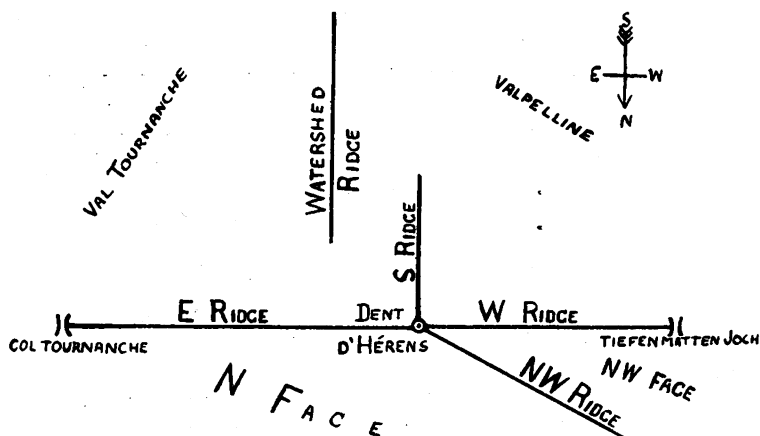 S
E W
N
VAL TOURNANCHE
WATERSHED
RIDGE
VALPELLINE
S RIDGE
E RIDGE
DENT
D'HÉRENS
W RIDGE
COL TOURNANCHE
TIEFENMATTEN JOCH
N FACE
NW RIDGE
NW FACE